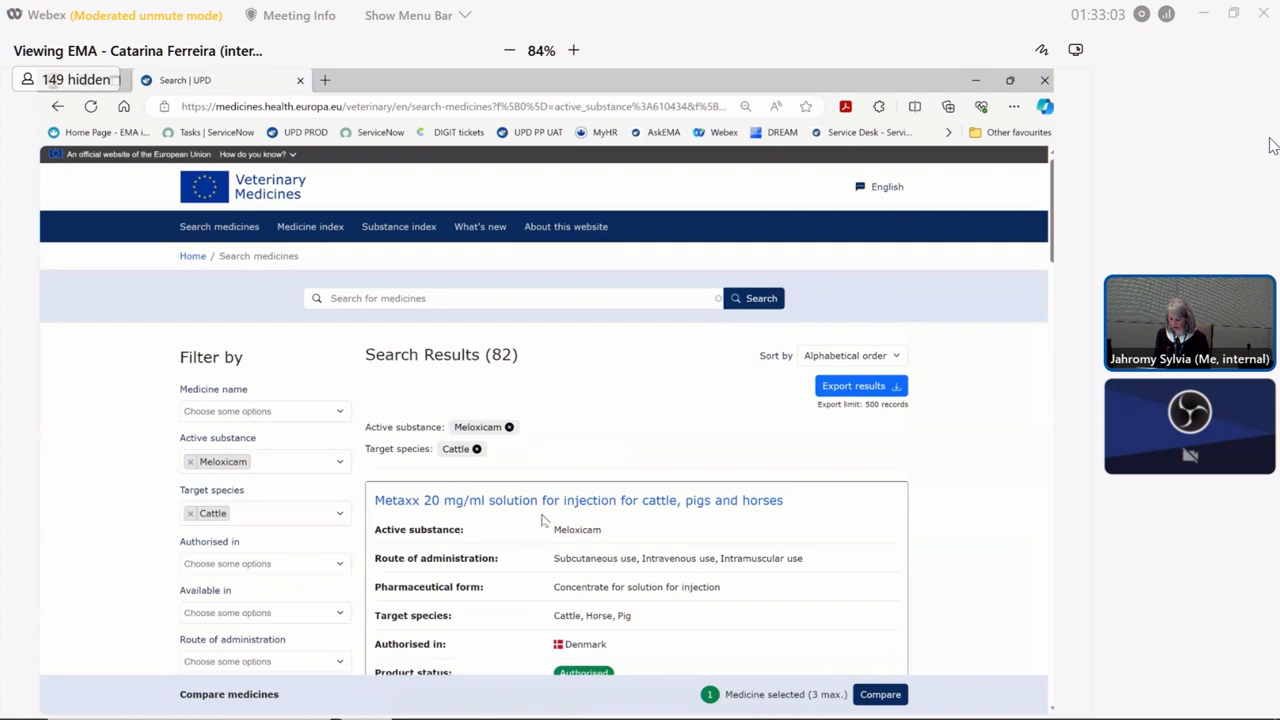 Webex (Moderated unmute mode) Meeting Info Show Menu Bar 01:33:03
Viewing EMA - Catarina Ferreira (inter... 84%
149 hidden Search | UPD
https://medicines.health.europa.eu/veterinary/en/search-medicines?f%5B0%5D=active_substance%3A610434&f%5B...
Home Page - EMA i... Tasks | ServiceNow UPD PROD ServiceNow DIGIT tickets UPD PP UAT MyHR AskEMA Webex DREAM Service Desk - Servi... Other favourites
An official website of the European Union How do you know?
Veterinary
Medicines
English
Search medicines Medicine index Substance index What's new About this website
Home / Search medicines
Search for medicines Search
Filter by
Search Results (82)
Sort by Alphabetical order
Medicine name
Export results
Choose some options
Export limit: 500 records
Active substance: Meloxicam
Active substance
Target species: Cattle
Meloxicam
Target species
Metaxx 20 mg/ml solution for injection for cattle, pigs and horses
Cattle
Active substance: Meloxicam
Authorised in
Route of administration: Subcutaneous use, Intravenous use, Intramuscular use
Choose some options
Pharmaceutical form: Concentrate for solution for injection
Available in
Choose some options
Target species: Cattle, Horse, Pig
Route of administration
Authorised in: Denmark
Choose some options
Product status: Authorised
Compare medicines 1 Medicine selected (3 max.) Compare
Jahromy Sylvia (Me, internal)